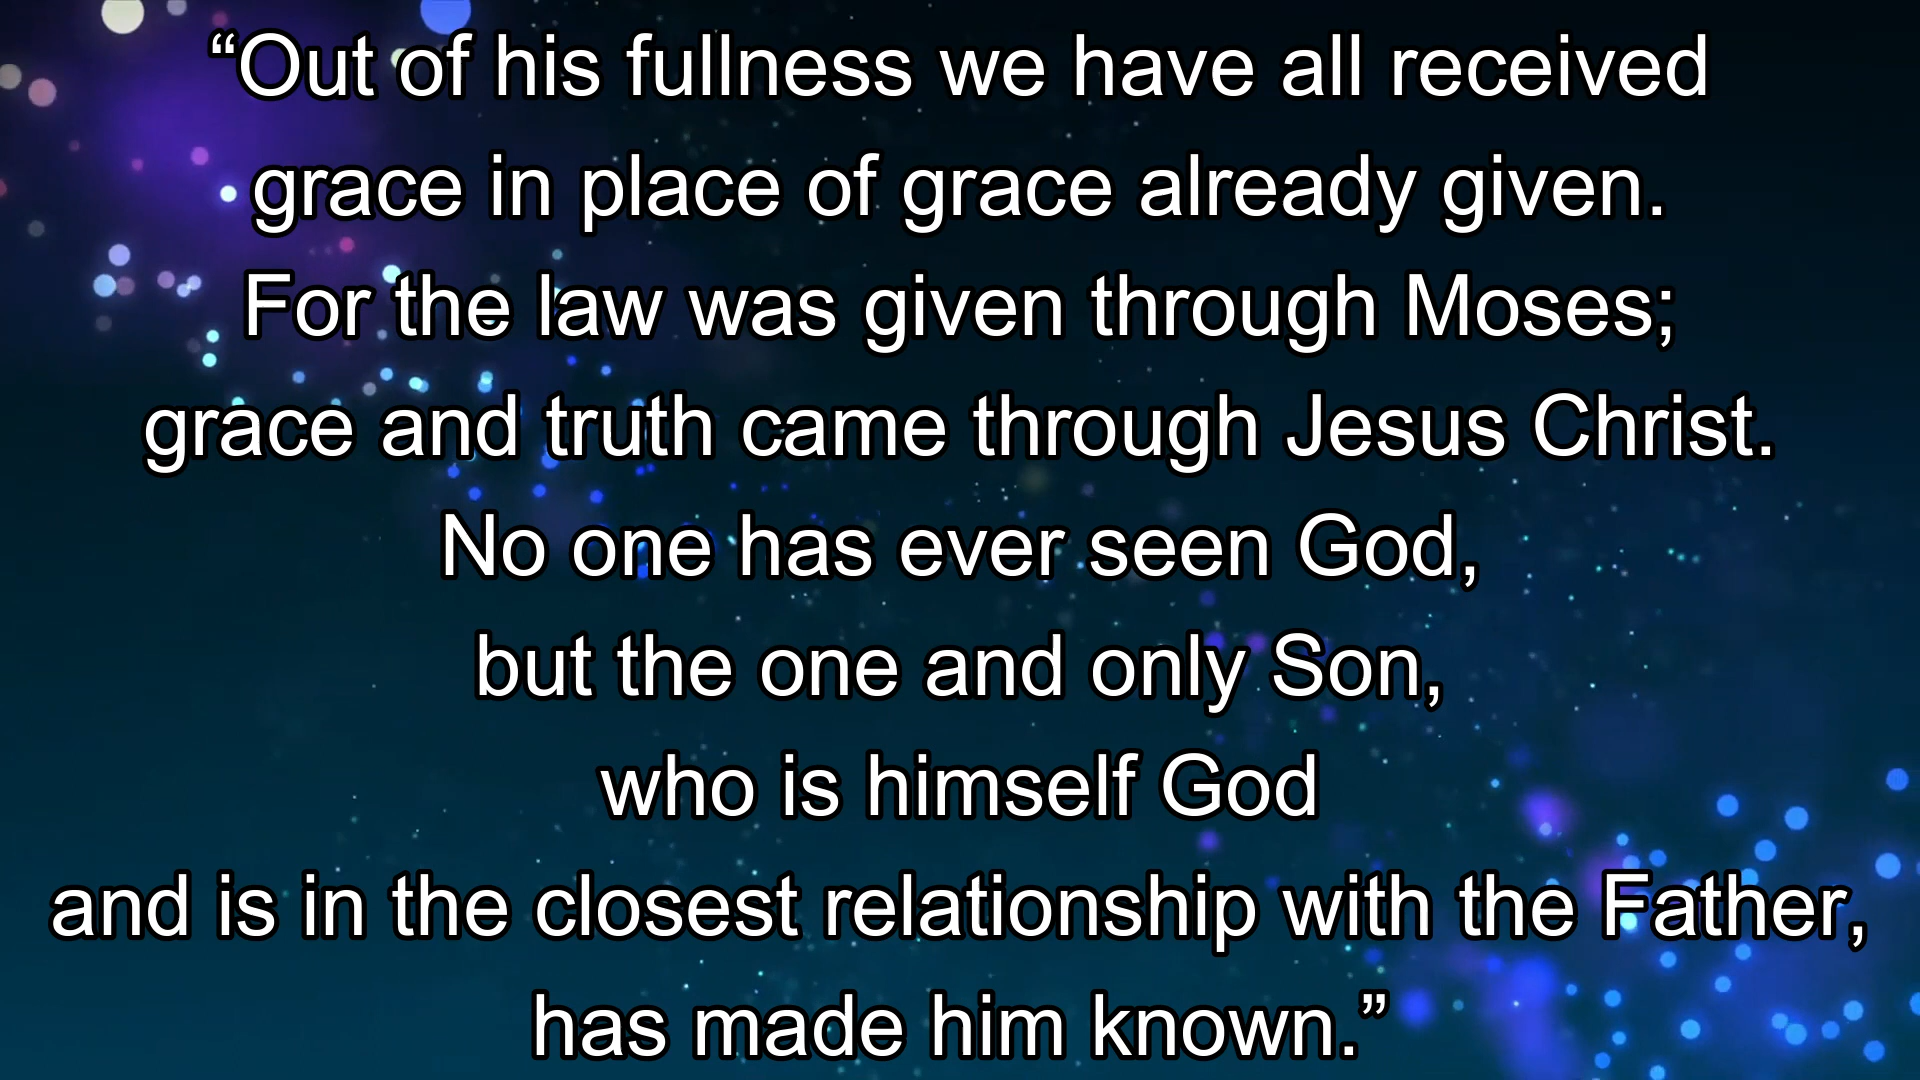 “Out of his fullness we have all received
grace in place of grace already given.
For the law was given through Moses;
grace and truth came through Jesus Christ.
No one has ever seen God,
but the one and only Son,
who is himself God
and is in the closest relationship with the Father,
has made him known.”